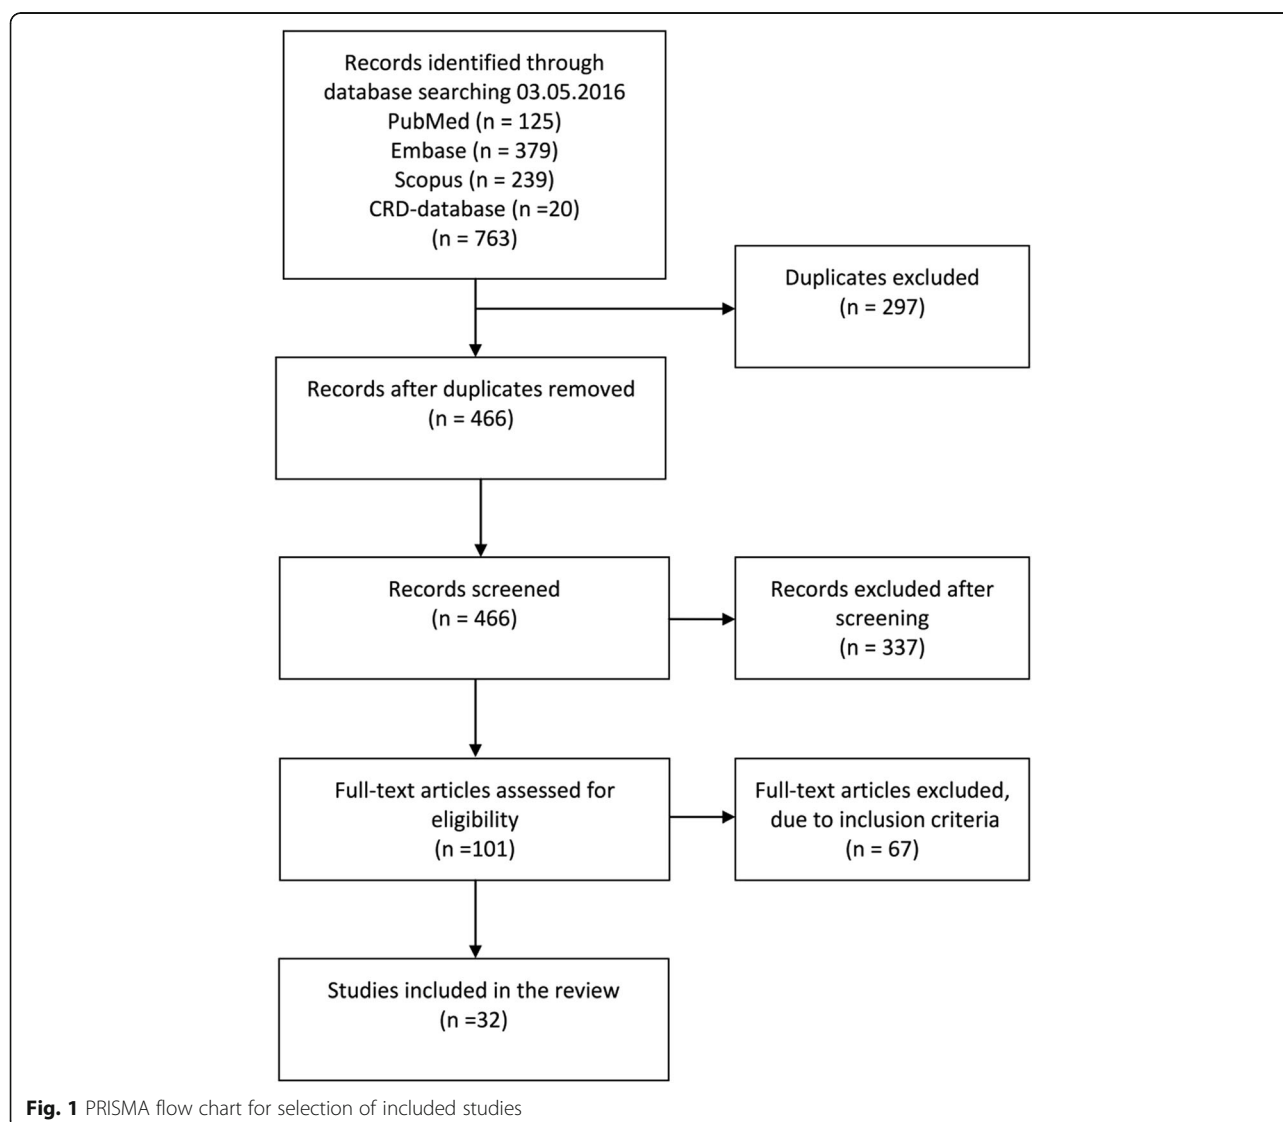 Records identified through
database searching 03.05.2016
PubMed (n = 125)
Embase (n = 379)
Scopus (n = 239)
CRD-database (n =20)
(n = 763)
Duplicates excluded
(n = 297)
Records after duplicates removed
(n = 466)
Records screened
(n = 466)
Records excluded after
screening
(n = 337)
Full-text articles assessed for
eligibility
(n =101)
Full-text articles excluded,
due to inclusion criteria
(n = 67)
Studies included in the review
(n =32)
Fig. 1 PRISMA flow chart for selection of included studies